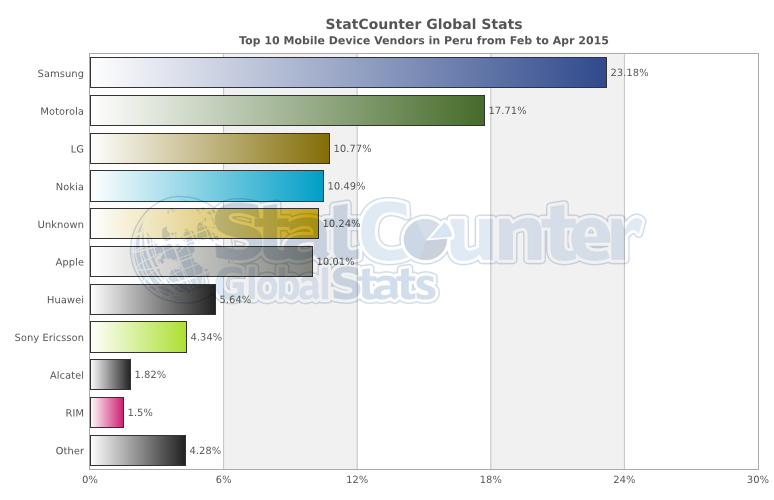 StatCounter Global Stats
Top 10 Mobile Device Vendors in Peru from Feb to Apr 2015
Samsung 23.18%
Motorola 17.71%
LG 10.77%
Nokia 10.49%
Unknown 10.24%
Apple 10.01%
Huawei 5.64%
Sony Ericsson 4.34%
Alcatel 1.82%
RIM 1.5%
Other 4.28%
0% 6% 12% 18% 24% 30%
StatCounter
GlobalStats